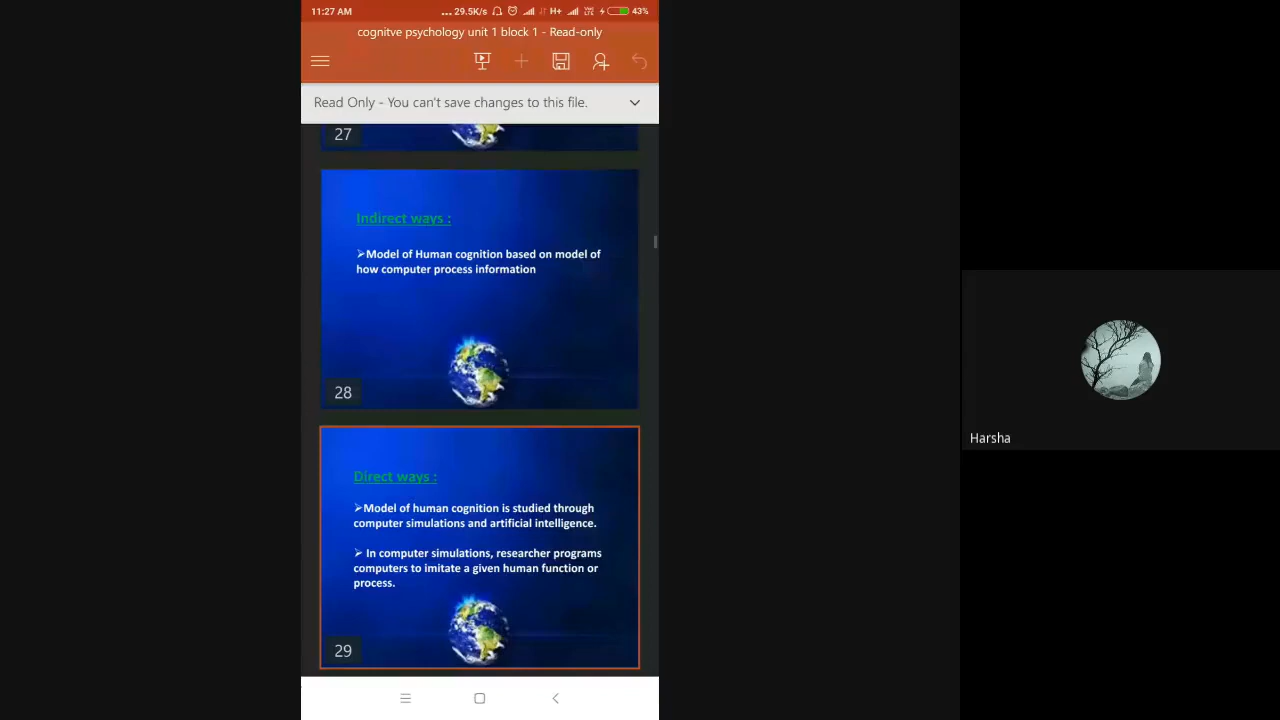 11:27 AM
... 29.5K/s H+ 43%
cognitve psychology unit 1 block 1 - Read-only
Read Only - You can't save changes to this file.
27
Indirect ways :
➢Model of Human cognition based on model of
how computer process information
28
Direct ways :
➢Model of human cognition is studied through
computer simulations and artificial intelligence.
➢ In computer simulations, researcher programs
computers to imitate a given human function or
process.
29
Harsha